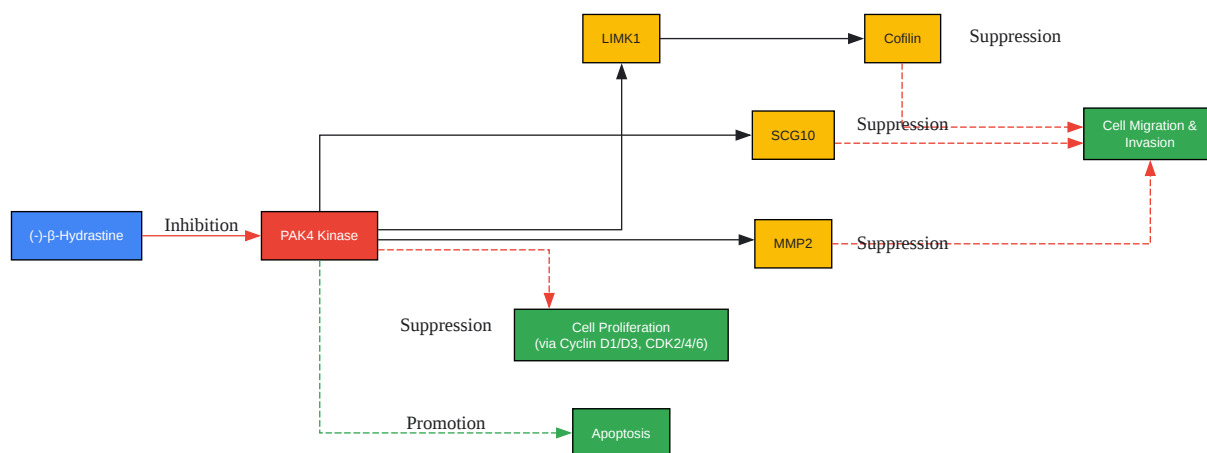 LIMK1
Cofilin
Suppression
SCG10
Suppression
Cell Migration &
Invasion
(-)-β-Hydrastine
Inhibition
PAK4 Kinase
MMP2
Suppression
Suppression
Cell Proliferation
(via Cyclin D1/D3, CDK2/4/6)
Promotion
Apoptosis